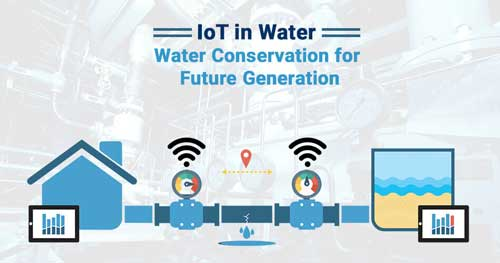 IoT in Water
Water Conservation for
Future Generation